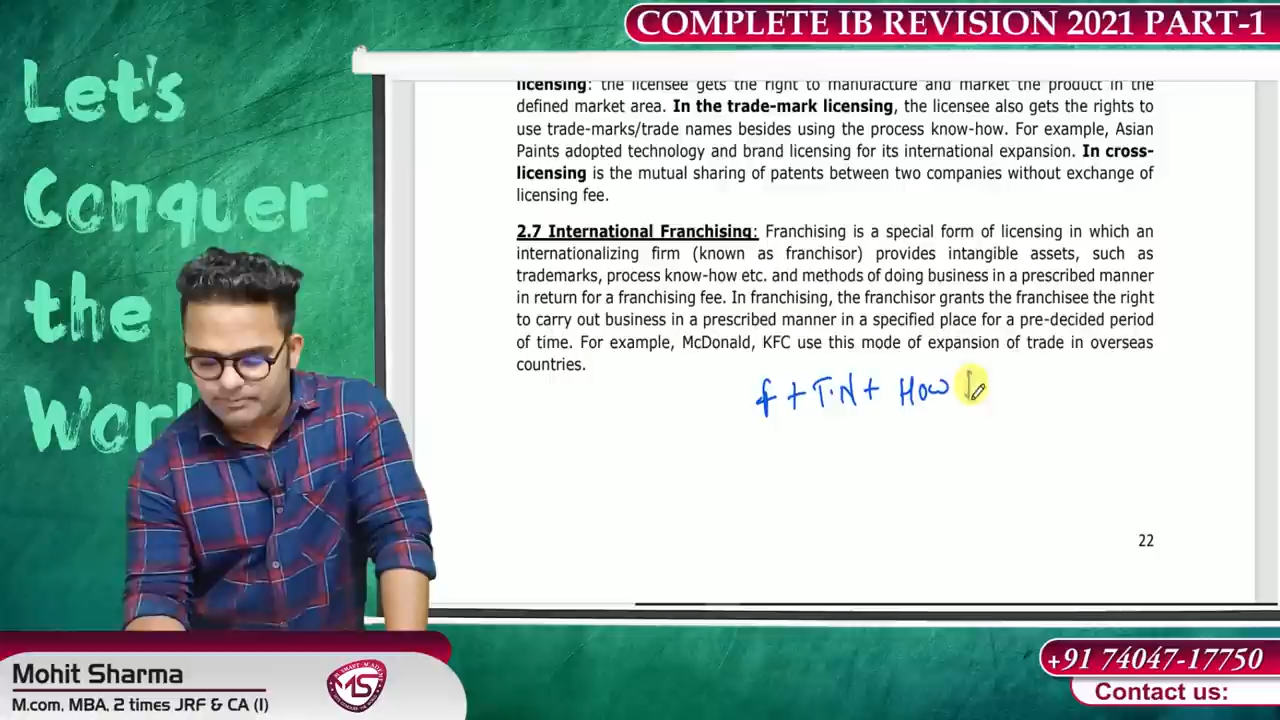 COMPLETE IB REVISION 2021 PART-1
Let's
Conquer
the
Worl
licensing: the licensee gets the right to manufacture and market the product in the
defined market area. In the trade-mark licensing, the licensee also gets the rights to
use trade-marks/trade names besides using the process know-how. For example, Asian
Paints adopted technology and brand licensing for its international expansion. In cross-
licensing is the mutual sharing of patents between two companies without exchange of
licensing fee.
2.7 International Franchising: Franchising is a special form of licensing in which an
internationalizing firm (known as franchisor) provides intangible assets, such as
trademarks, process know-how etc. and methods of doing business in a prescribed manner
in return for a franchising fee. In franchising, the franchisor grants the franchisee the right
to carry out business in a prescribed manner in a specified place for a pre-decided period
of time. For example, McDonald, KFC use this mode of expansion of trade in overseas
countries.
f + T.N + How
22
Mohit Sharma
M.com, MBA, 2 times JRF & CA (I)
MS
+91 74047-17750
Contact us: